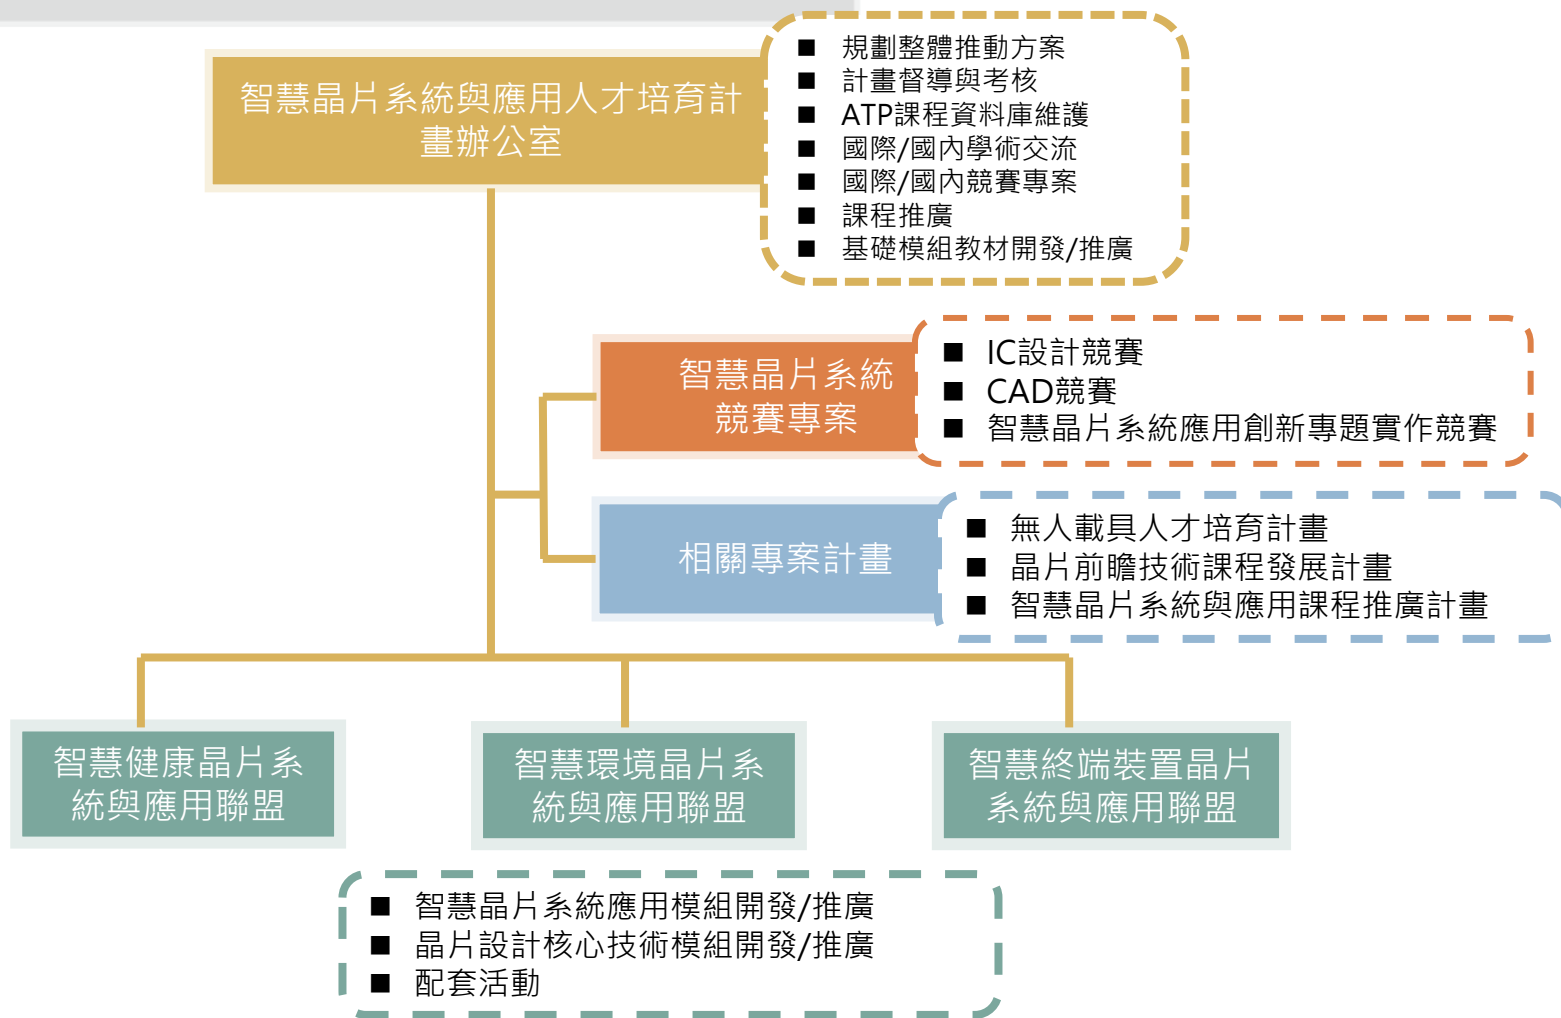 智慧晶片系統與應用人才培育計
畫辦公室
■ 規劃整體推動方案
■ 計畫督導與考核
■ ATP課程資料庫維護
■ 國際/國內學術交流
■ 國際/國內競賽專案
■ 課程推廣
■ 基礎模組教材開發/推廣
智慧晶片系統
競賽專案
■ IC設計競賽
■ CAD競賽
■ 智慧晶片系統應用創新專題實作競賽
相關專案計畫
■ 無人載具人才培育計畫
■ 晶片前瞻技術課程發展計畫
■ 智慧晶片系統與應用課程推廣計畫
智慧健康晶片系
統與應用聯盟
智慧環境晶片系
統與應用聯盟
智慧終端裝置晶片
系統與應用聯盟
■ 智慧晶片系統應用模組開發/推廣
■ 晶片設計核心技術模組開發/推廣
■ 配套活動